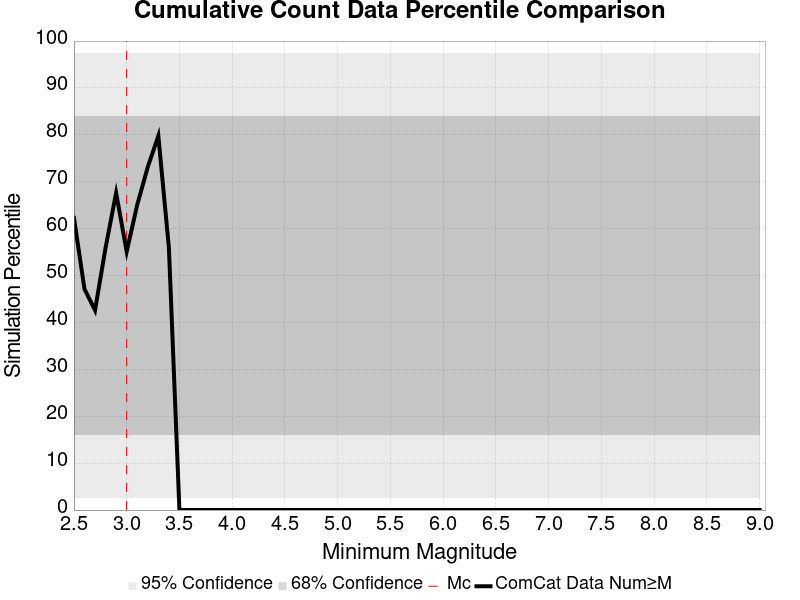 Cumulative Count Data Percentile Comparison
100
90
80
70
60
50
40
30
20
10
0
Simulation Percentile
2.5 3.0 3.5 4.0 4.5 5.0 5.5 6.0 6.5 7.0 7.5 8.0 8.5 9.0
Minimum Magnitude
95% Confidence 68% Confidence Mc ComCat Data Num≥M